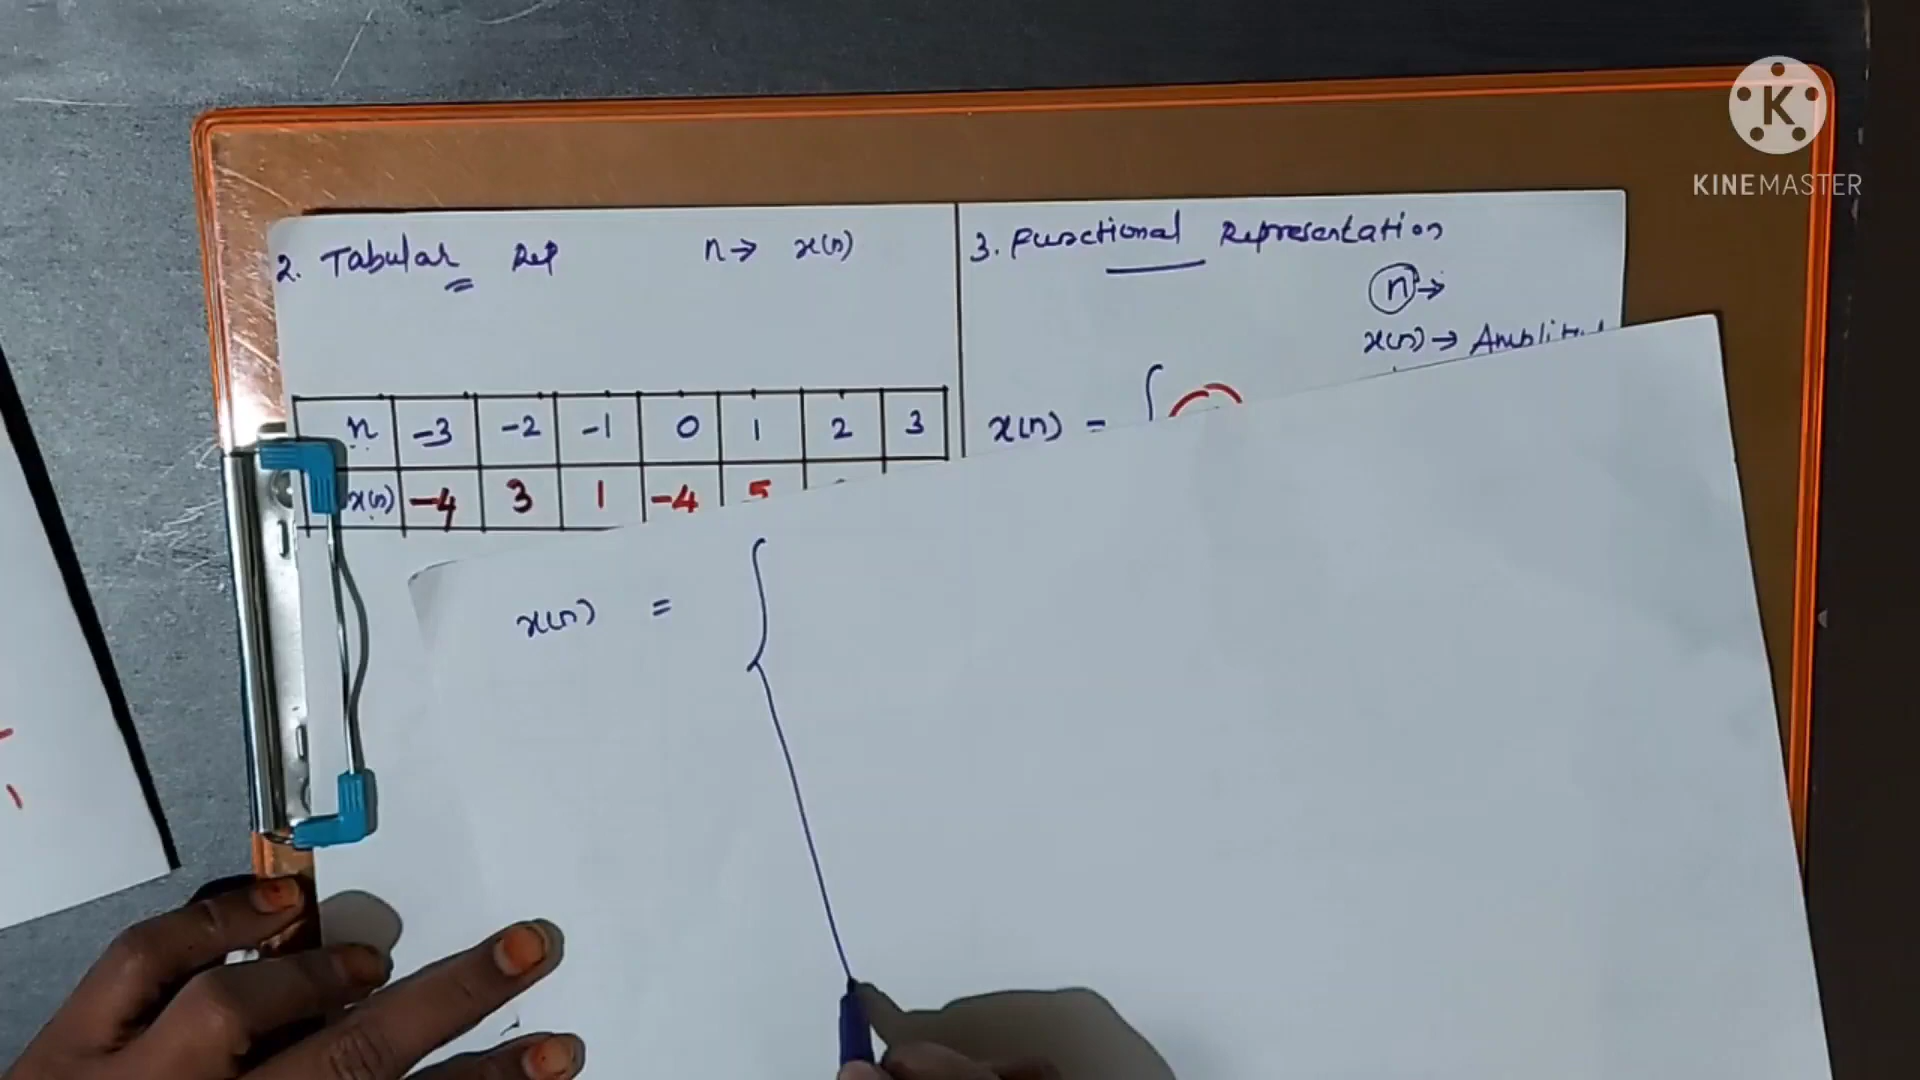 2. Tabular Rep n → x(n)
n -3 -2 -1 0 1 2 3
x(n) -4 3 1 -4 5
3. Functional Representation
n →
x(n) →
x(n) =
x(n) =
KINEMASTER